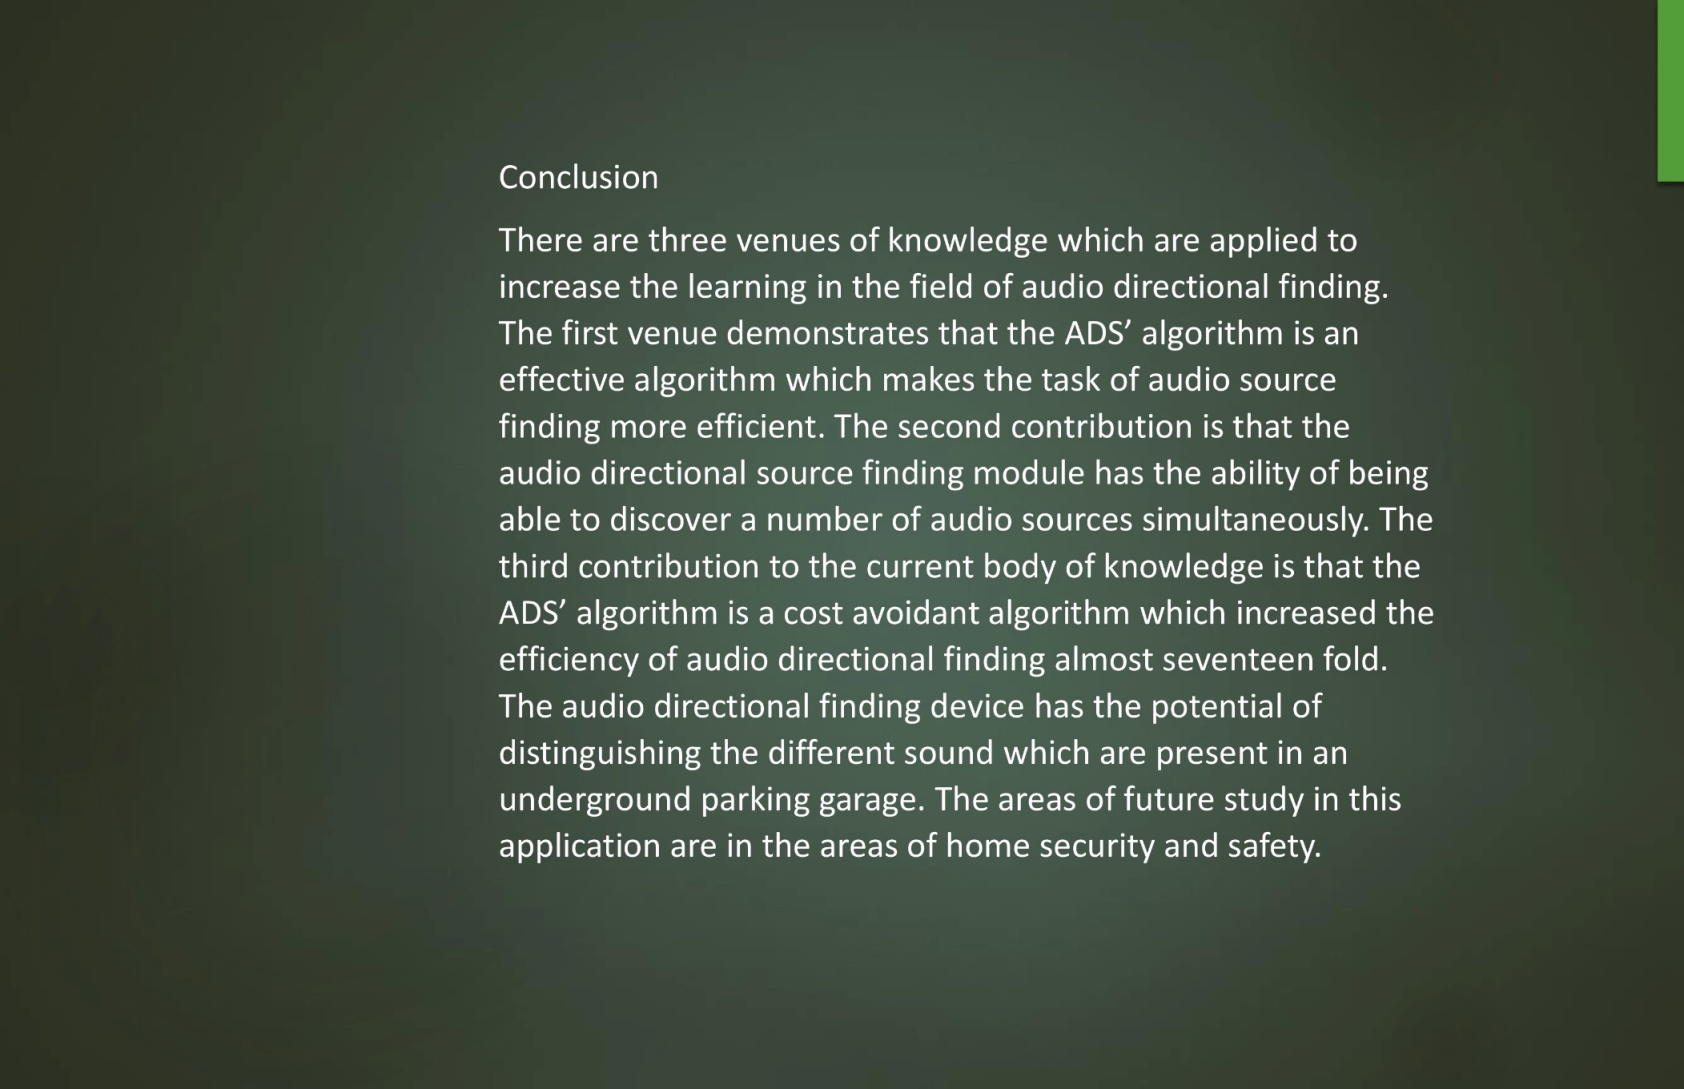 Conclusion
There are three venues of knowledge which are applied to
increase the learning in the field of audio directional finding.
The first venue demonstrates that the ADS’ algorithm is an
effective algorithm which makes the task of audio source
finding more efficient. The second contribution is that the
audio directional source finding module has the ability of being
able to discover a number of audio sources simultaneously. The
third contribution to the current body of knowledge is that the
ADS’ algorithm is a cost avoidant algorithm which increased the
efficiency of audio directional finding almost seventeen fold.
The audio directional finding device has the potential of
distinguishing the different sound which are present in an
underground parking garage. The areas of future study in this
application are in the areas of home security and safety.